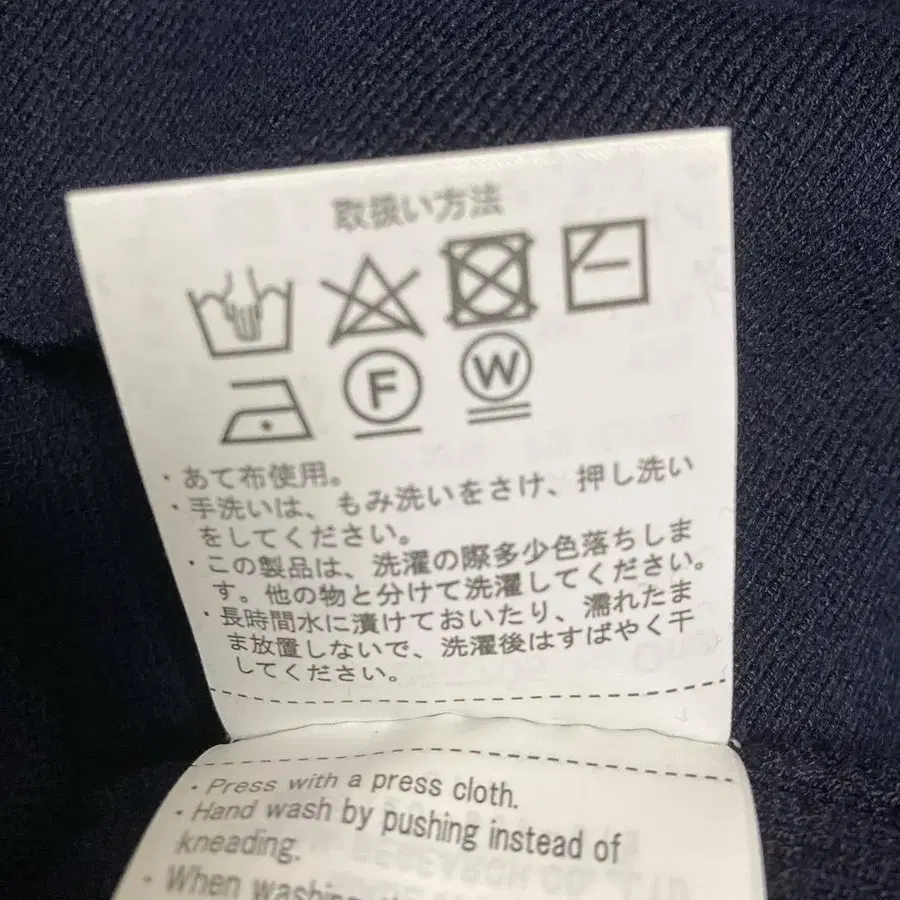 取扱い方法
F
W
・あて布使用。
・手洗いは、もみ洗いをさけ、押し洗い
をしてください。
・この製品は、洗濯の際多少色落ちしま
す。他の物と分けて洗濯してください。
・長時間水に漬けておいたり、濡れたま
ま放置しないで、洗濯後はすばやく干
してください。
・Press with a press cloth.
・Hand wash by pushing instead of
kneading.
・When washing